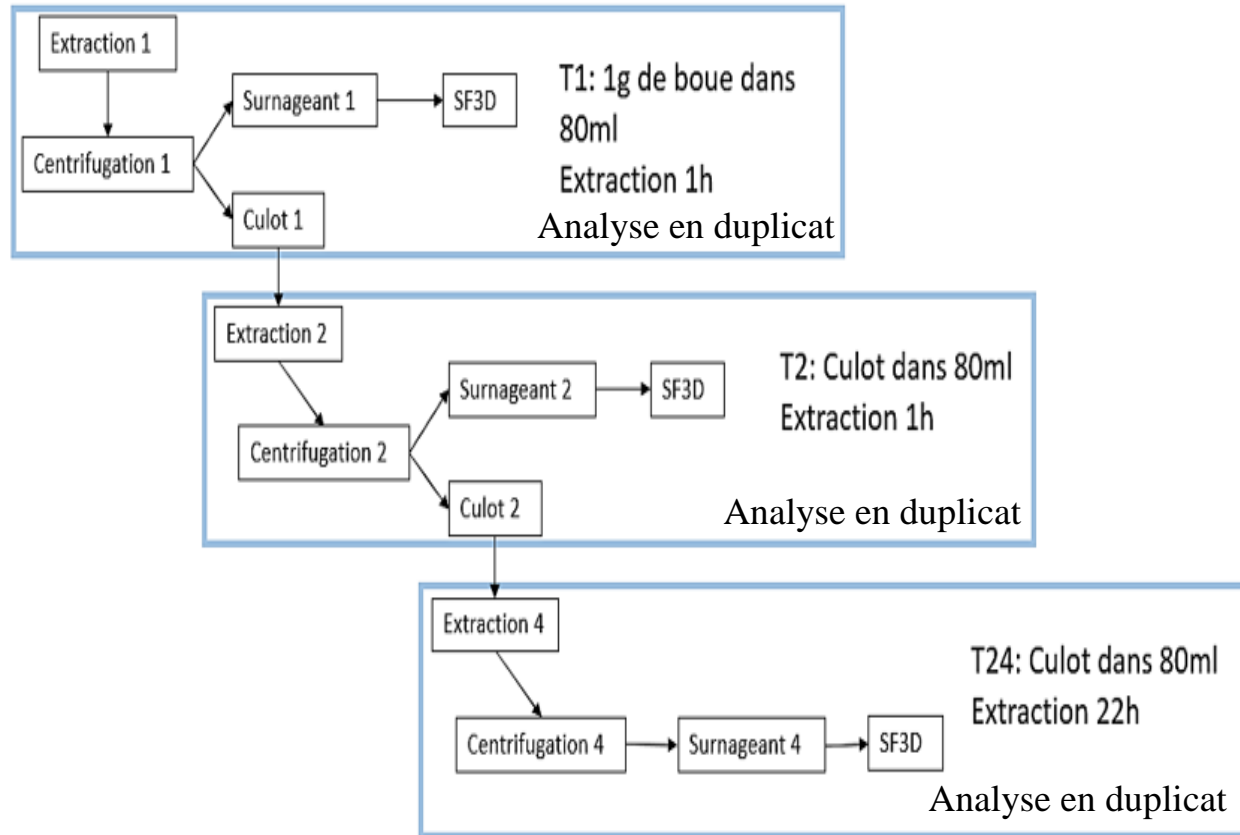 Extraction 1
Surnageant 1
SF3D
Centrifugation 1
Culot 1
T1: 1g de boue dans
80ml
Extraction 1h
Analyse en duplicat
Extraction 2
Surnageant 2
SF3D
Centrifugation 2
Culot 2
T2: Culot dans 80ml
Extraction 1h
Analyse en duplicat
Extraction 4
Centrifugation 4
Surnageant 4
SF3D
T24: Culot dans 80ml
Extraction 22h
Analyse en duplicat